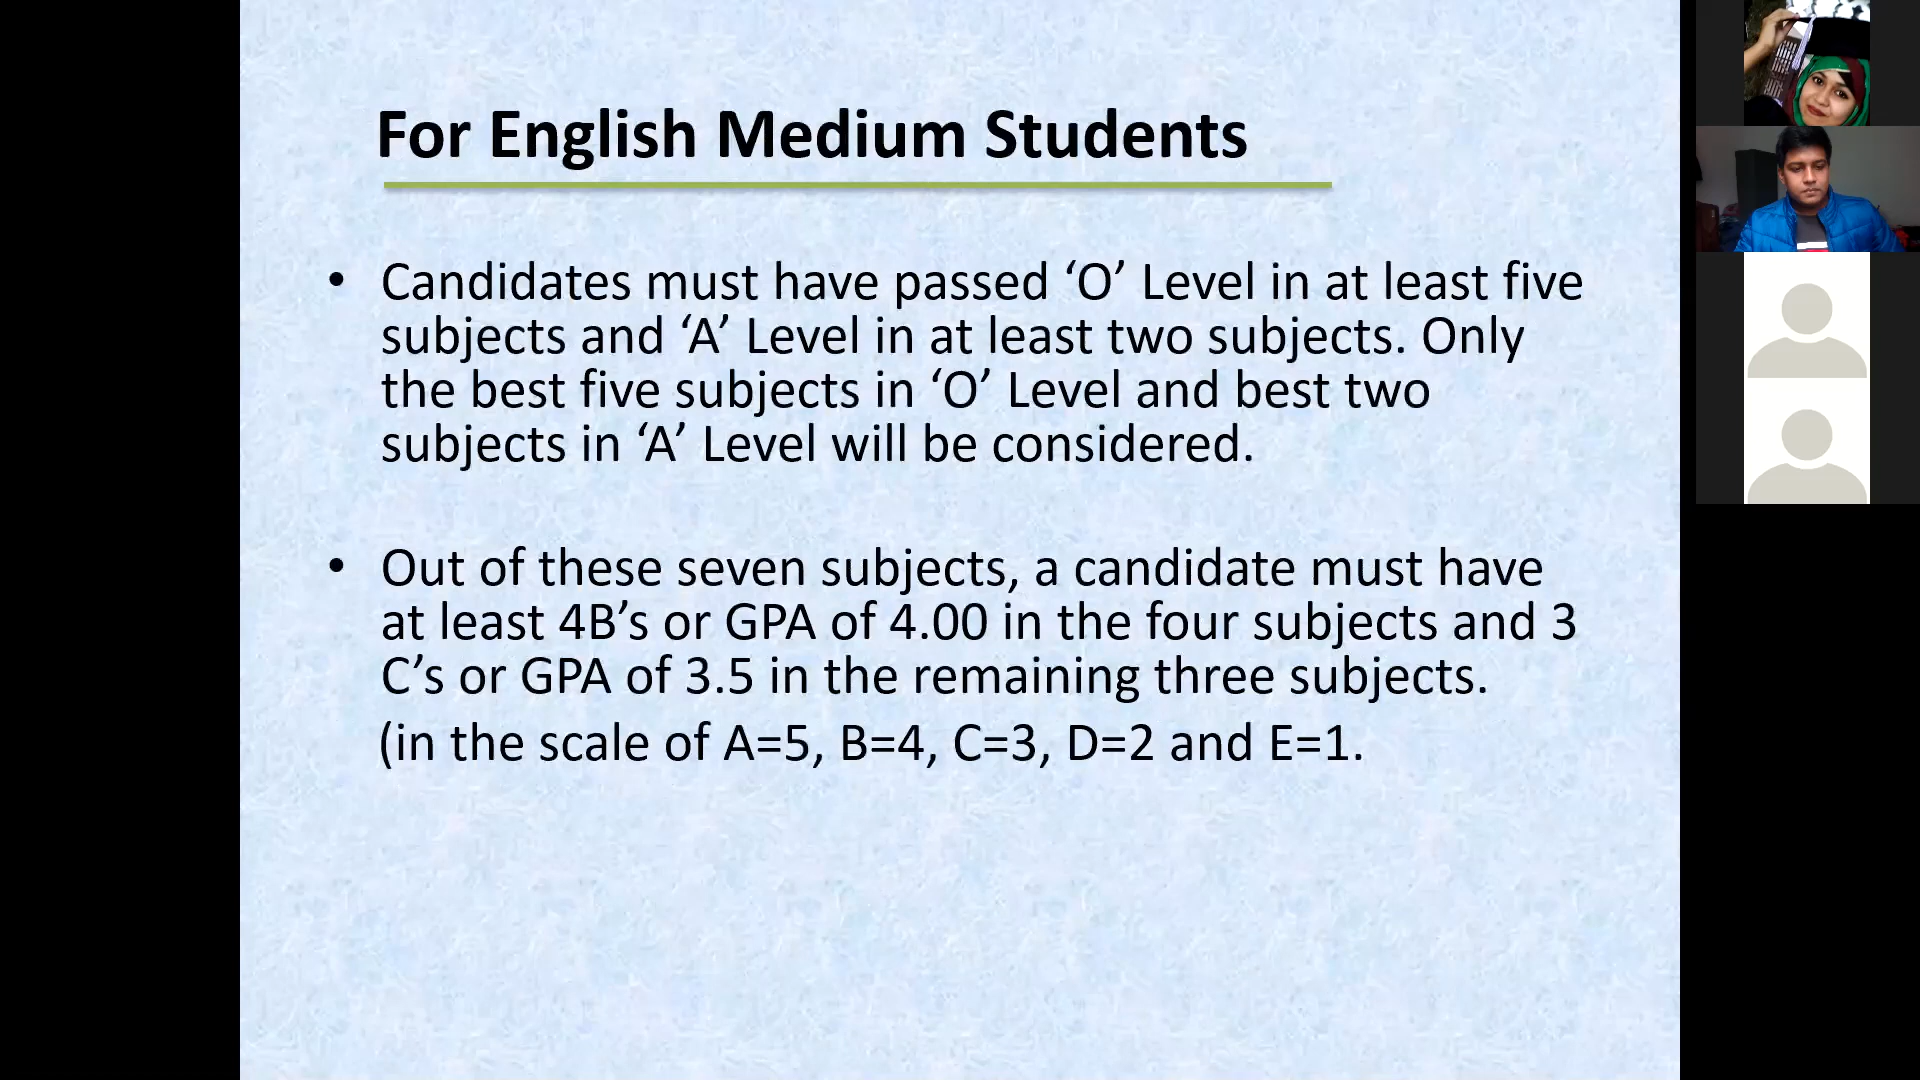 For English Medium Students
• Candidates must have passed ‘O’ Level in at least five
subjects and ‘A’ Level in at least two subjects. Only
the best five subjects in ‘O’ Level and best two
subjects in ‘A’ Level will be considered.
• Out of these seven subjects, a candidate must have
at least 4B’s or GPA of 4.00 in the four subjects and 3
C’s or GPA of 3.5 in the remaining three subjects.
(in the scale of A=5, B=4, C=3, D=2 and E=1.